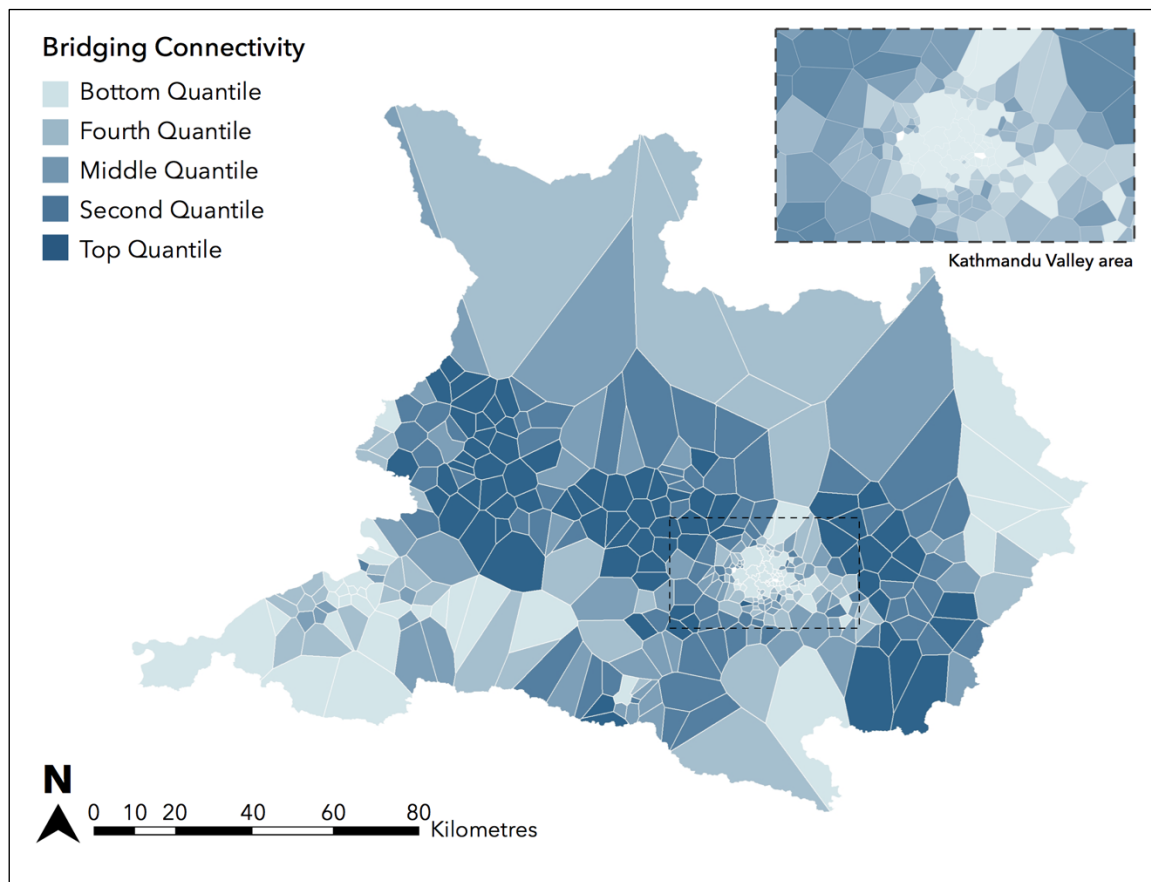 Bridging Connectivity
Bottom Quantile
Fourth Quantile
Middle Quantile
Second Quantile
Top Quantile
Kathmandu Valley area
N
0 10 20 40 60 80
Kilometres